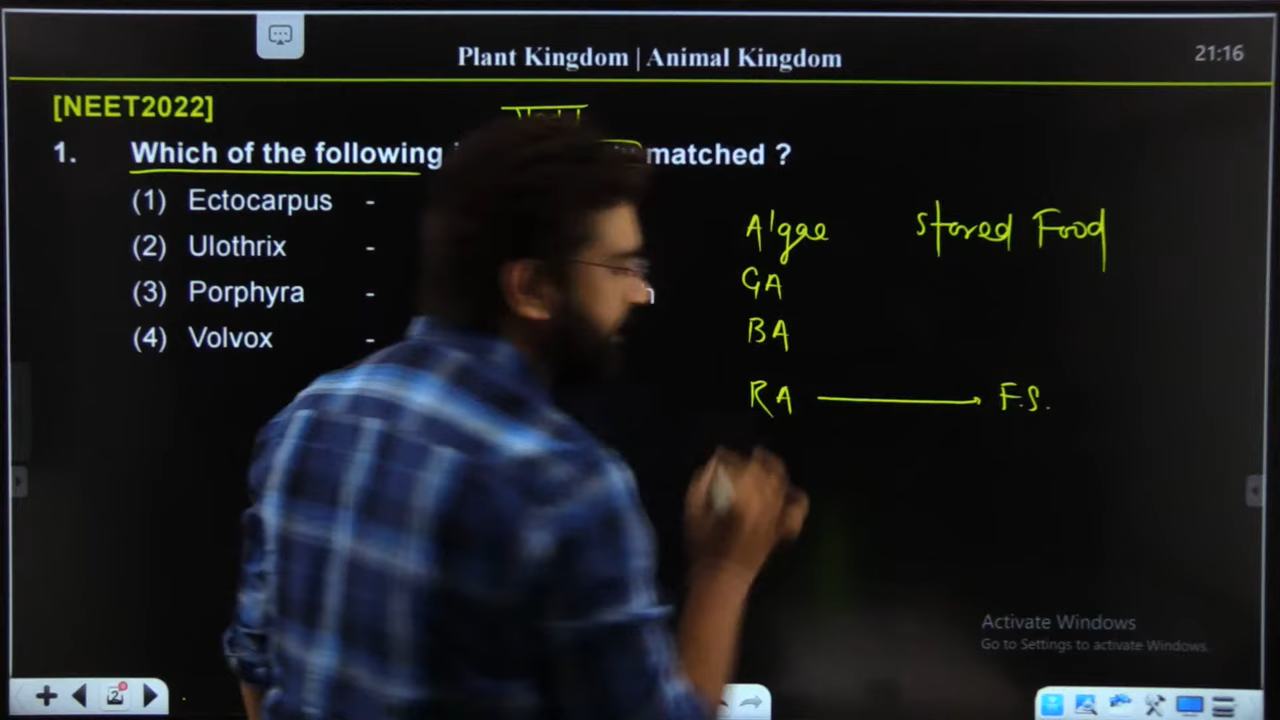 Plant Kingdom | Animal Kingdom
21:16
[NEET2022]
1. Which of the following matched ?
(1) Ectocarpus -
(2) Ulothrix -
(3) Porphyra -
(4) Volvox -
Algae Stored Food
GA
BA
RA → F.S.
Activate Windows
Go to Settings to activate Windows.
2